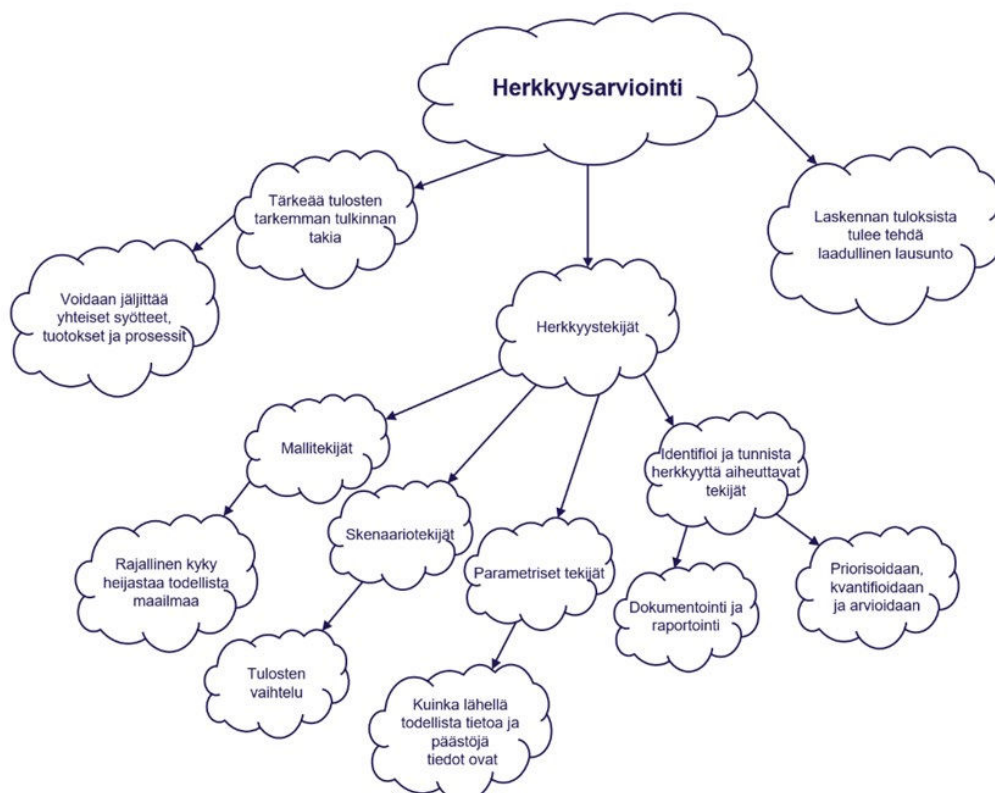 Herkkyysarviointi
Tärkeää tulosten
tarkemman tulkinnan
takia
Laskennan tuloksista
tulee tehdä
laadullinen lausunto
Voidaan jäljittää
yhteiset syötteet,
tuotokset ja prosessit
Herkkyystekijät
Mallitekijät
Identifioi ja tunnista
herkkyyttä aiheuttavat
tekijät
Skenaariotekijät
Rajallinen kyky
heijastaa todellista
maailmaa
Parametriset tekijät
Priorisoidaan,
kvantifioidaan
ja arvioidaan
Dokumentointi ja
raportointi
Tulosten
vaihtelu
Kuinka lähellä
todellista tietoa ja
päästöjä
tiedot ovat